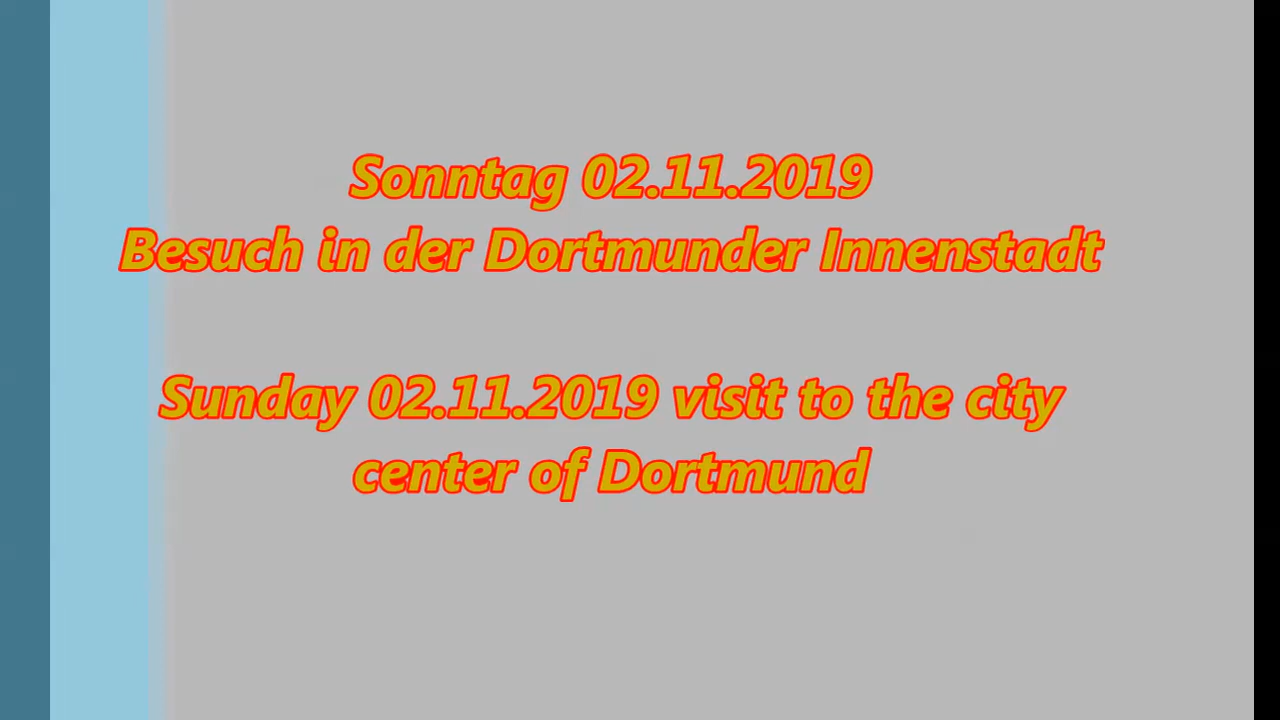 Sonntag 02.11.2019
Besuch in der Dortmunder Innenstadt
Sunday 02.11.2019 visit to the city
center of Dortmund